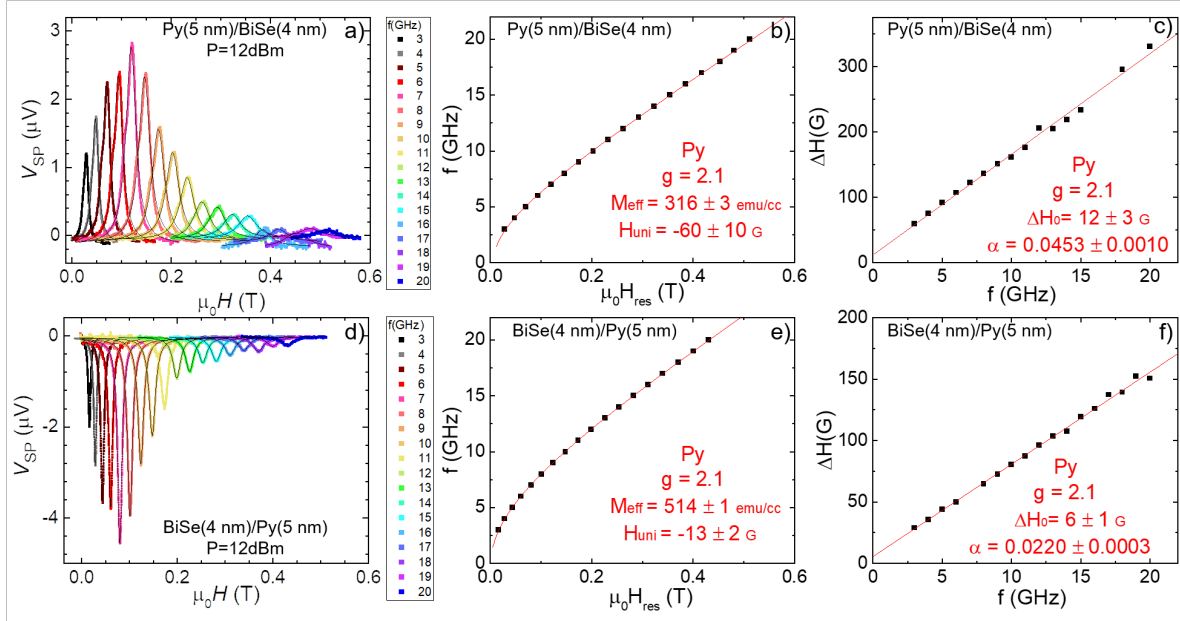 Py(5 nm)/BiSe(4 nm)
P=12dBm
a)
3
2
1
0
V_SP (μV)
0.0 0.1 0.2 0.3 0.4 0.5 0.6
μ₀H (T)
f(GHz)
3
4
5
6
7
8
9
10
11
12
13
14
15
16
17
18
19
20
Py(5 nm)/BiSe(4 nm)
b)
20
15
10
5
f (GHz)
Py
g = 2.1
Meff = 316 ± 3 emu/cc
Huni = -60 ± 10 G
0.0 0.2 0.4 0.6
μ₀H_res (T)
Py(5 nm)/BiSe(4 nm)
c)
300
200
100
0
ΔH(G)
Py
g = 2.1
ΔH₀= 12 ± 3 G
α = 0.0453 ± 0.0010
0 5 10 15 20
f (GHz)
d)
0
-2
-4
V_SP (μV)
BiSe(4 nm)/Py(5 nm)
P=12dBm
0.0 0.2 0.4 0.6
μ₀H (T)
f(GHz)
3
4
5
6
7
8
9
10
11
12
13
14
15
16
17
18
19
20
BiSe(4 nm)/Py(5 nm)
e)
20
15
10
5
0
f (GHz)
Py
g = 2.1
Meff = 514 ± 1 emu/cc
Huni = -13 ± 2 G
0.0 0.2 0.4 0.6
μ₀H_res (T)
BiSe(4 nm)/Py(5 nm)
f)
200
150
100
50
0
ΔH(G)
Py
g = 2.1
ΔH₀= 6 ± 1 G
α = 0.0220 ± 0.0003
0 5 10 15 20
f (GHz)